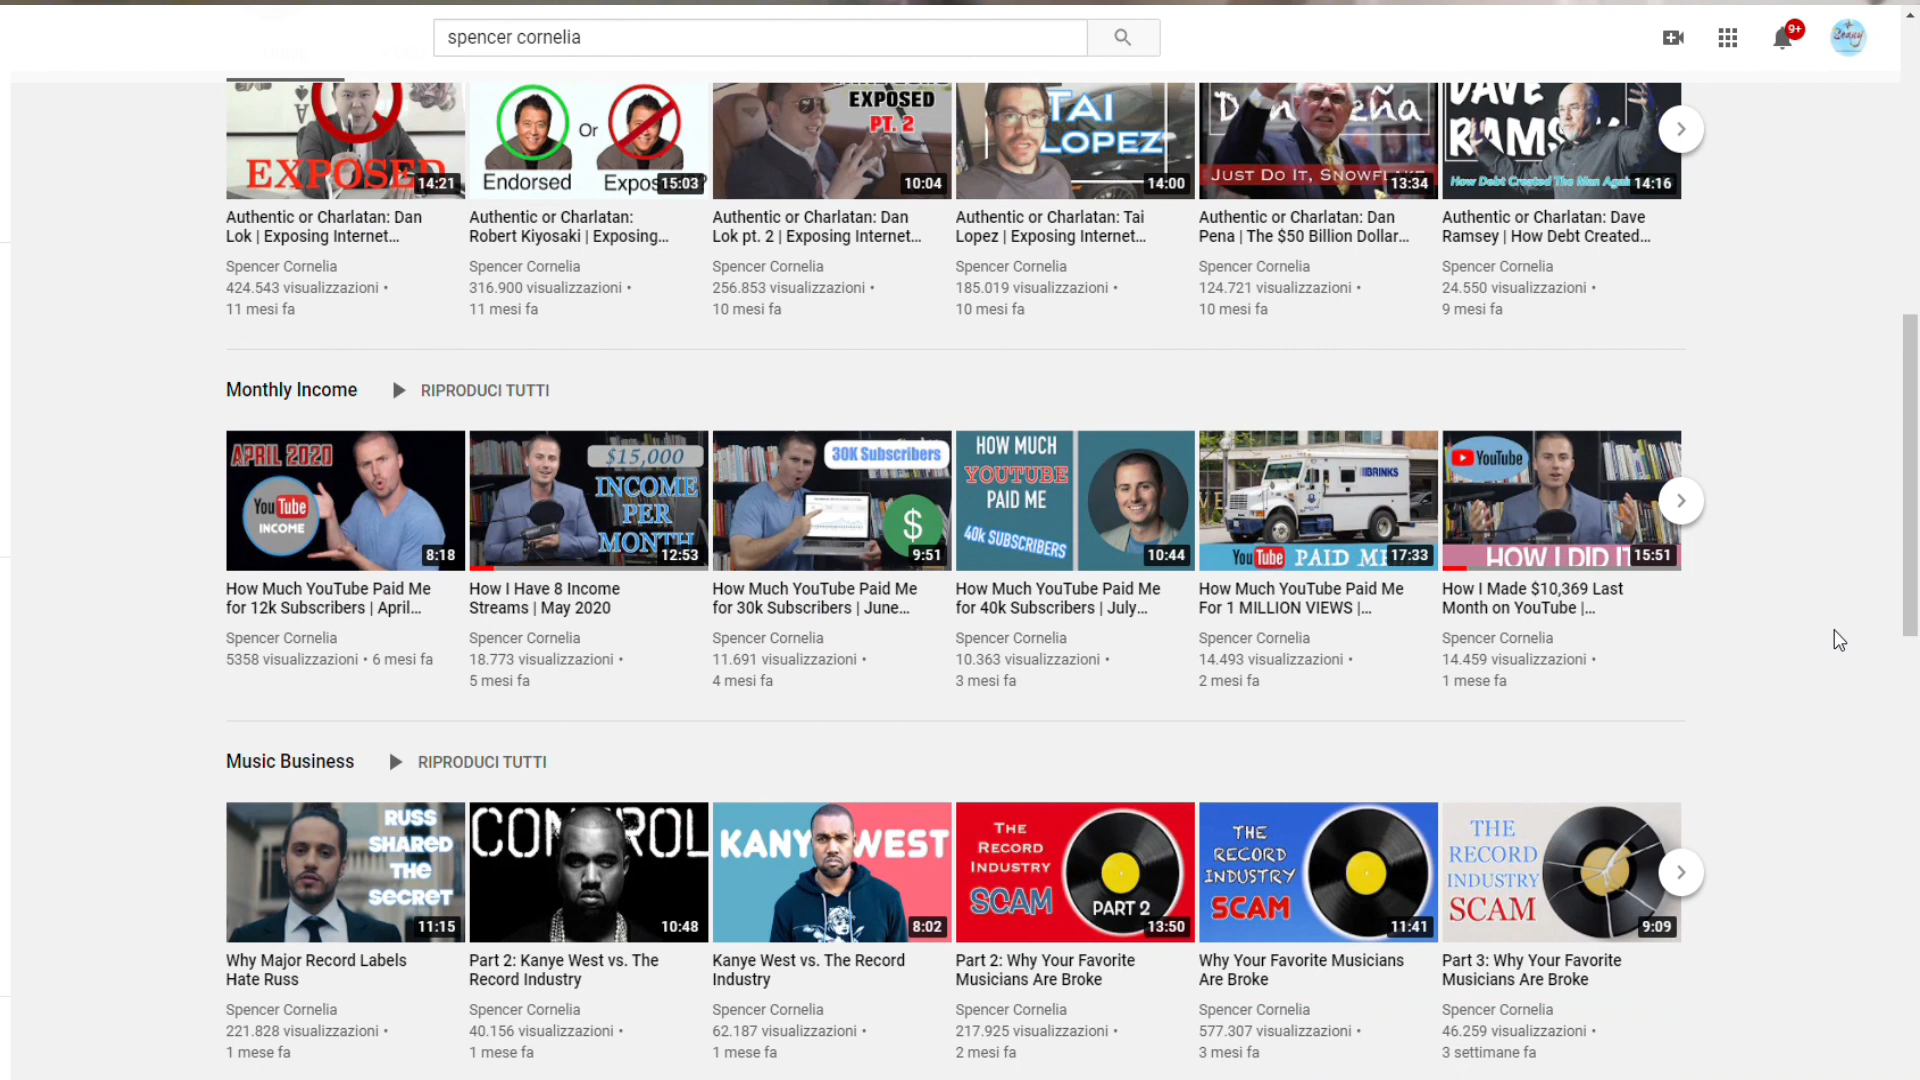 spencer cornelia
9+
EXPOSED
14:21
Or
Endorsed
15:03
EXPOSED
PT. 2
10:04
TAI
LOPEZ
14:00
JUST DO IT, SNOWFLAKE
13:34
DAVE
RAMS
How Debt Created The Man Again
14:16
Authentic or Charlatan: Dan
Lok | Exposing Internet...
Spencer Cornelia
424.543 visualizzazioni •
11 mesi fa
Authentic or Charlatan:
Robert Kiyosaki | Exposing...
Spencer Cornelia
316.900 visualizzazioni •
11 mesi fa
Authentic or Charlatan: Dan
Lok pt. 2 | Exposing Internet...
Spencer Cornelia
256.853 visualizzazioni •
10 mesi fa
Authentic or Charlatan: Tai
Lopez | Exposing Internet...
Spencer Cornelia
185.019 visualizzazioni •
10 mesi fa
Authentic or Charlatan: Dan
Pena | The $50 Billion Dollar...
Spencer Cornelia
124.721 visualizzazioni •
10 mesi fa
Authentic or Charlatan: Dave
Ramsey | How Debt Created...
Spencer Cornelia
24.550 visualizzazioni •
9 mesi fa
Monthly Income
RIPRODUCI TUTTI
APRIL 2020
YouTube
INCOME
8:18
$15,000
INCOME
PER
MONTH
12:53
30K Subscribers
$
9:51
HOW MUCH
YOUTUBE
PAID ME
40k SUBSCRIBERS
10:44
BRINKS
YouTube PAID ME
17:33
YouTube
HOW I DID IT
15:51
How Much YouTube Paid Me
for 12k Subscribers | April...
Spencer Cornelia
5358 visualizzazioni • 6 mesi fa
How I Have 8 Income
Streams | May 2020
Spencer Cornelia
18.773 visualizzazioni •
5 mesi fa
How Much YouTube Paid Me
for 30k Subscribers | June...
Spencer Cornelia
11.691 visualizzazioni •
4 mesi fa
How Much YouTube Paid Me
for 40k Subscribers | July...
Spencer Cornelia
10.363 visualizzazioni •
3 mesi fa
How Much YouTube Paid Me
For 1 MILLION VIEWS |...
Spencer Cornelia
14.493 visualizzazioni •
2 mesi fa
How I Made $10,369 Last
Month on YouTube |...
Spencer Cornelia
14.459 visualizzazioni •
1 mese fa
Music Business
RIPRODUCI TUTTI
RUSS
SHARED
THE
SECRET
11:15
CONTROL
10:48
KANYE WEST
8:02
THE
RECORD
INDUSTRY
SCAM
PART 2
13:50
THE
RECORD
INDUSTRY
SCAM
11:41
THE
RECORD
INDUSTRY
SCAM
9:09
Why Major Record Labels
Hate Russ
Spencer Cornelia
221.828 visualizzazioni •
1 mese fa
Part 2: Kanye West vs. The
Record Industry
Spencer Cornelia
40.156 visualizzazioni •
1 mese fa
Kanye West vs. The Record
Industry
Spencer Cornelia
62.187 visualizzazioni •
1 mese fa
Part 2: Why Your Favorite
Musicians Are Broke
Spencer Cornelia
217.925 visualizzazioni •
2 mesi fa
Why Your Favorite Musicians
Are Broke
Spencer Cornelia
577.307 visualizzazioni •
3 mesi fa
Part 3: Why Your Favorite
Musicians Are Broke
Spencer Cornelia
46.259 visualizzazioni •
3 settimane fa